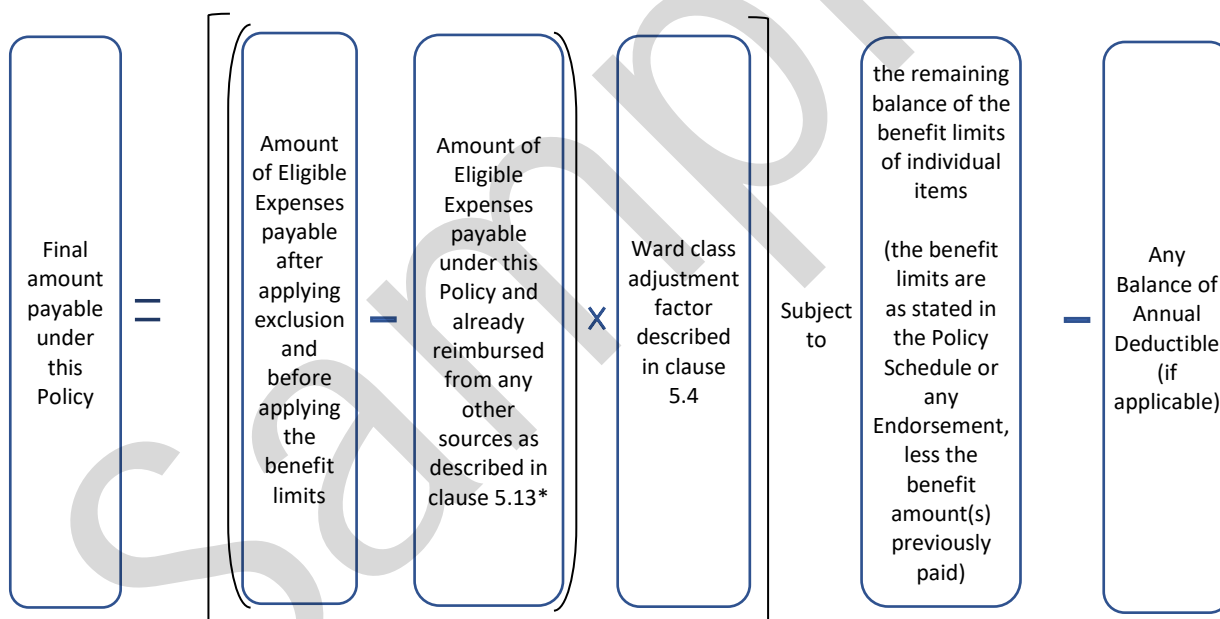 Final
amount
payable
under
this
Policy
=
Amount
of Eligible
Expenses
payable
after
applying
exclusion
and
before
applying
the
benefit
limits
–
Amount of
Eligible
Expenses
payable
under this
Policy and
already
reimbursed
from any
other
sources as
described in
clause 5.13*
x
Ward class
adjustment
factor
described
in clause
5.4
Subject
to
the remaining
balance of the
benefit limits
of individual
items
(the benefit
limits are
as stated in
the Policy
Schedule or
any
Endorsement,
less the
benefit
amount(s)
previously
paid)
–
Any
Balance of
Annual
Deductible
(if
applicable)